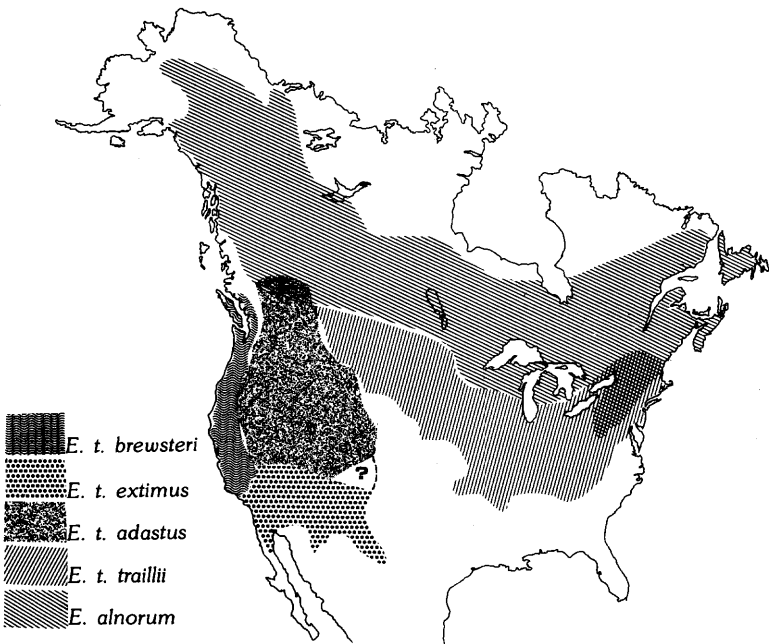 ?
E. t. brewsteri
E. t. extimus
E. t. adastus
E. t. traillii
E. alnorum